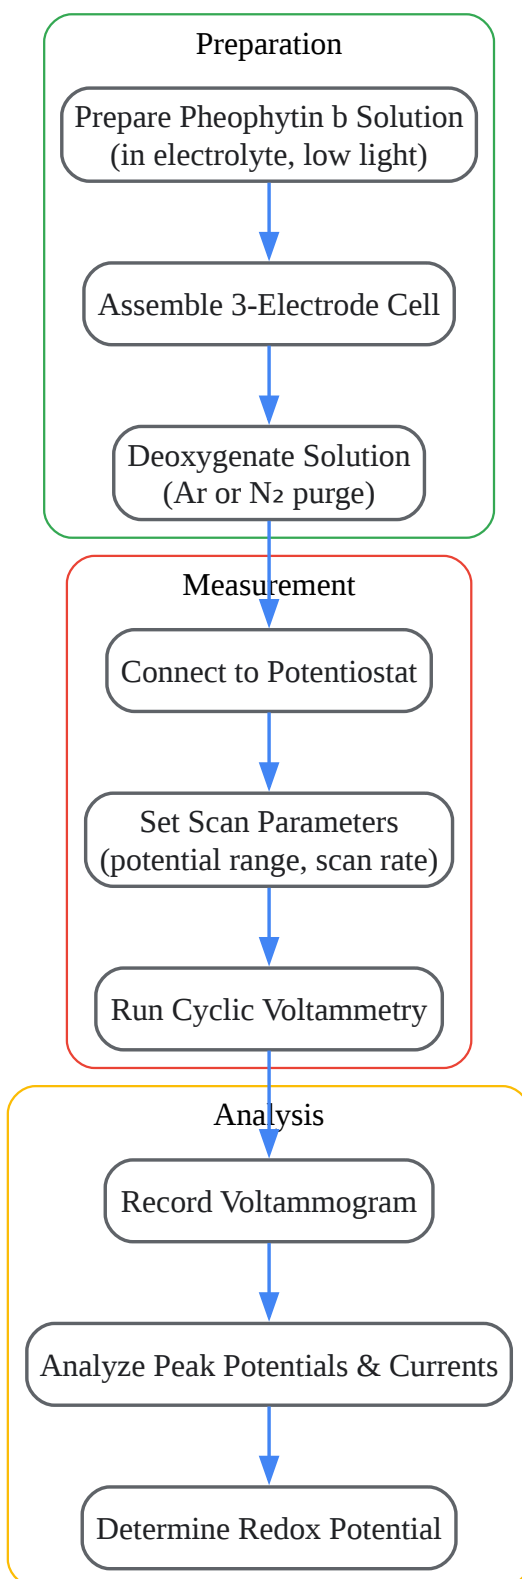 Preparation
Prepare Pheophytin b Solution
(in electrolyte, low light)
Assemble 3-Electrode Cell
Deoxygenate Solution
(Ar or N₂ purge)
Measurement
Connect to Potentiostat
Set Scan Parameters
(potential range, scan rate)
Run Cyclic Voltammetry
Analysis
Record Voltammogram
Analyze Peak Potentials & Currents
Determine Redox Potential